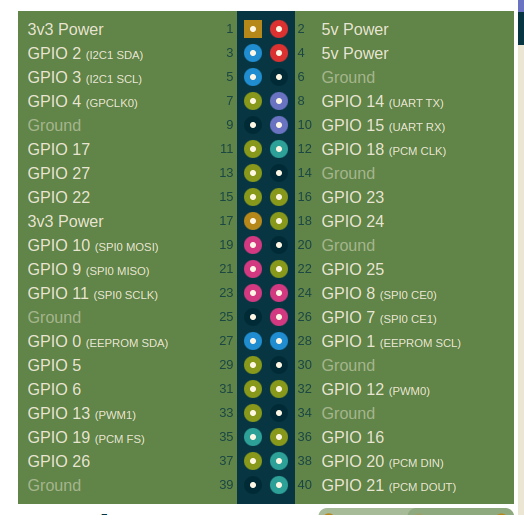 3v3 Power 1 2 5v Power
GPIO 2 (I2C1 SDA) 3 4 5v Power
GPIO 3 (I2C1 SCL) 5 6 Ground
GPIO 4 (GPCLK0) 7 8 GPIO 14 (UART TX)
Ground 9 10 GPIO 15 (UART RX)
GPIO 17 11 12 GPIO 18 (PCM CLK)
GPIO 27 13 14 Ground
GPIO 22 15 16 GPIO 23
3v3 Power 17 18 GPIO 24
GPIO 10 (SPI0 MOSI) 19 20 Ground
GPIO 9 (SPI0 MISO) 21 22 GPIO 25
GPIO 11 (SPI0 SCLK) 23 24 GPIO 8 (SPI0 CE0)
Ground 25 26 GPIO 7 (SPI0 CE1)
GPIO 0 (EEPROM SDA) 27 28 GPIO 1 (EEPROM SCL)
GPIO 5 29 30 Ground
GPIO 6 31 32 GPIO 12 (PWM0)
GPIO 13 (PWM1) 33 34 Ground
GPIO 19 (PCM FS) 35 36 GPIO 16
GPIO 26 37 38 GPIO 20 (PCM DIN)
Ground 39 40 GPIO 21 (PCM DOUT)